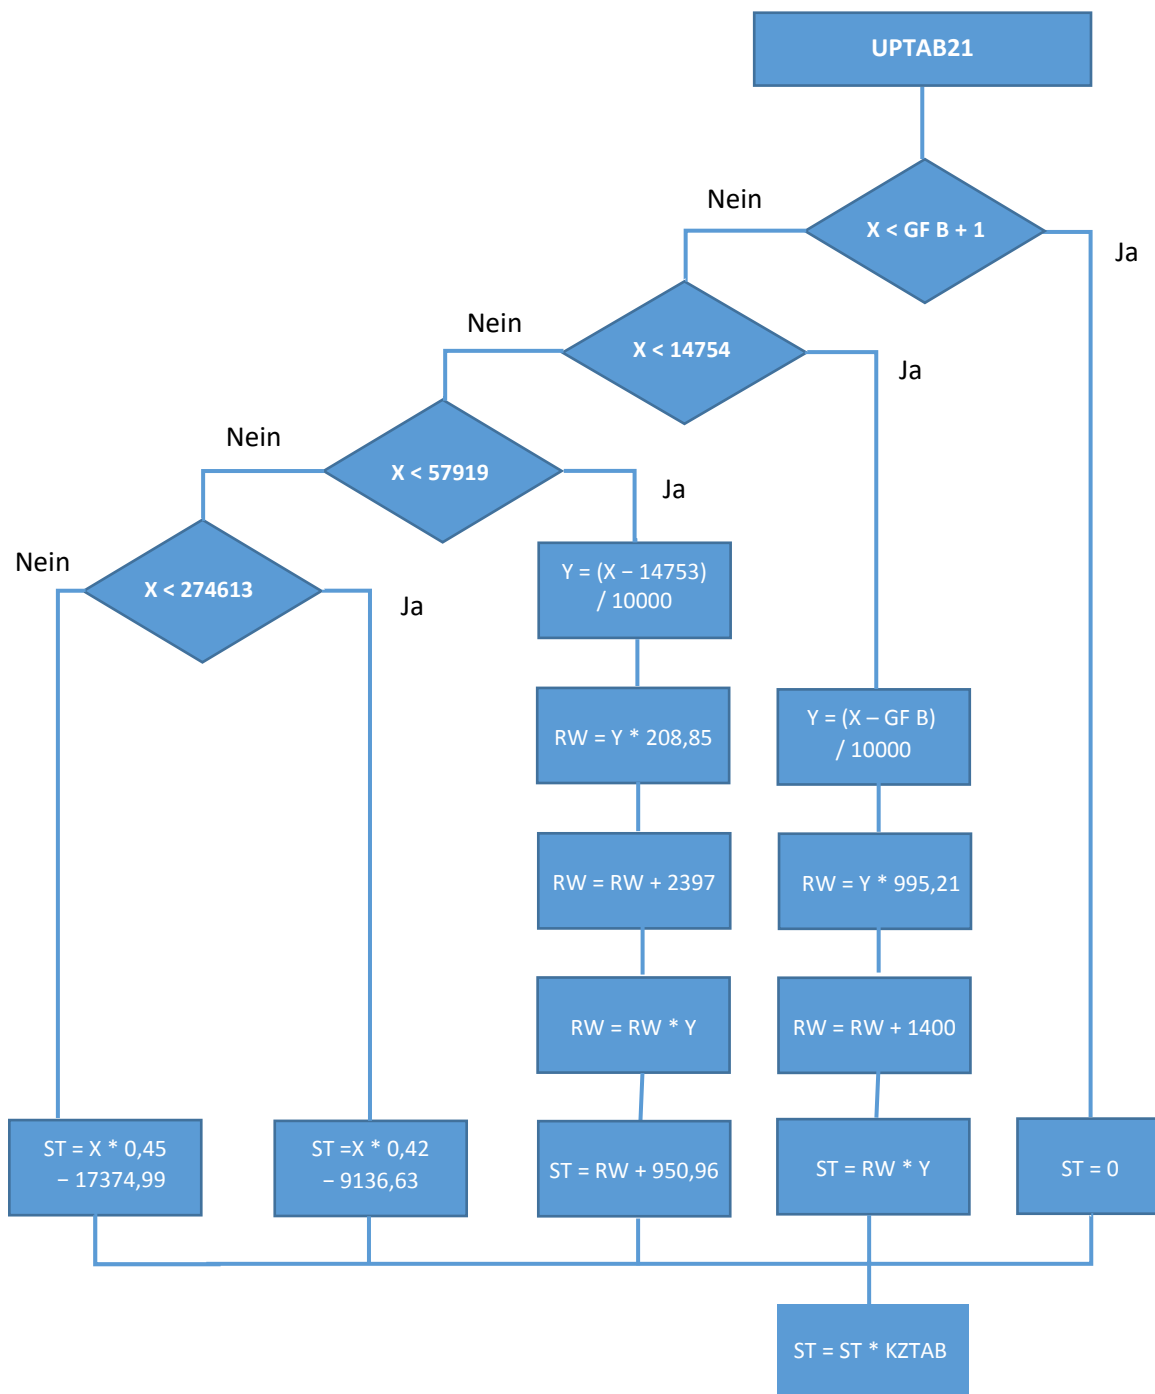 UPTAB21
X < GF B + 1
Nein
Ja
X < 14754
Nein
Ja
X < 57919
Nein
Ja
X < 274613
Nein
Ja
Y = (X – 14753)
/ 10000
RW = Y * 208,85
RW = RW + 2397
RW = RW * Y
ST = RW + 950,96
Y = (X – GF B)
/ 10000
RW = Y * 995,21
RW = RW + 1400
ST = RW * Y
ST = X * 0,45
– 17374,99
ST =X * 0,42
– 9136,63
ST = 0
ST = ST * KZTAB